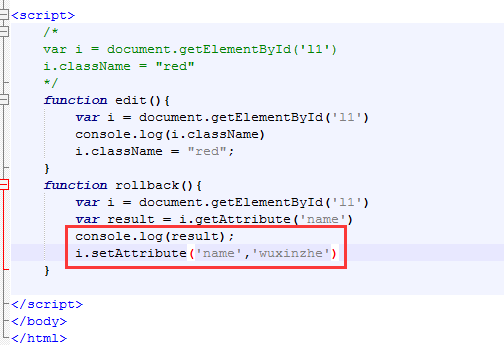 <script>
/*
var i = document.getElementById('l1')
i.className = "red"
*/
function edit(){
var i = document.getElementById('l1')
console.log(i.className)
i.className = "red";
}
function rollback(){
var i = document.getElementById('l1')
var result = i.getAttribute('name')
console.log(result);
i.setAttribute('name','wuxinzhe')
}
</script>
</body>
</html>